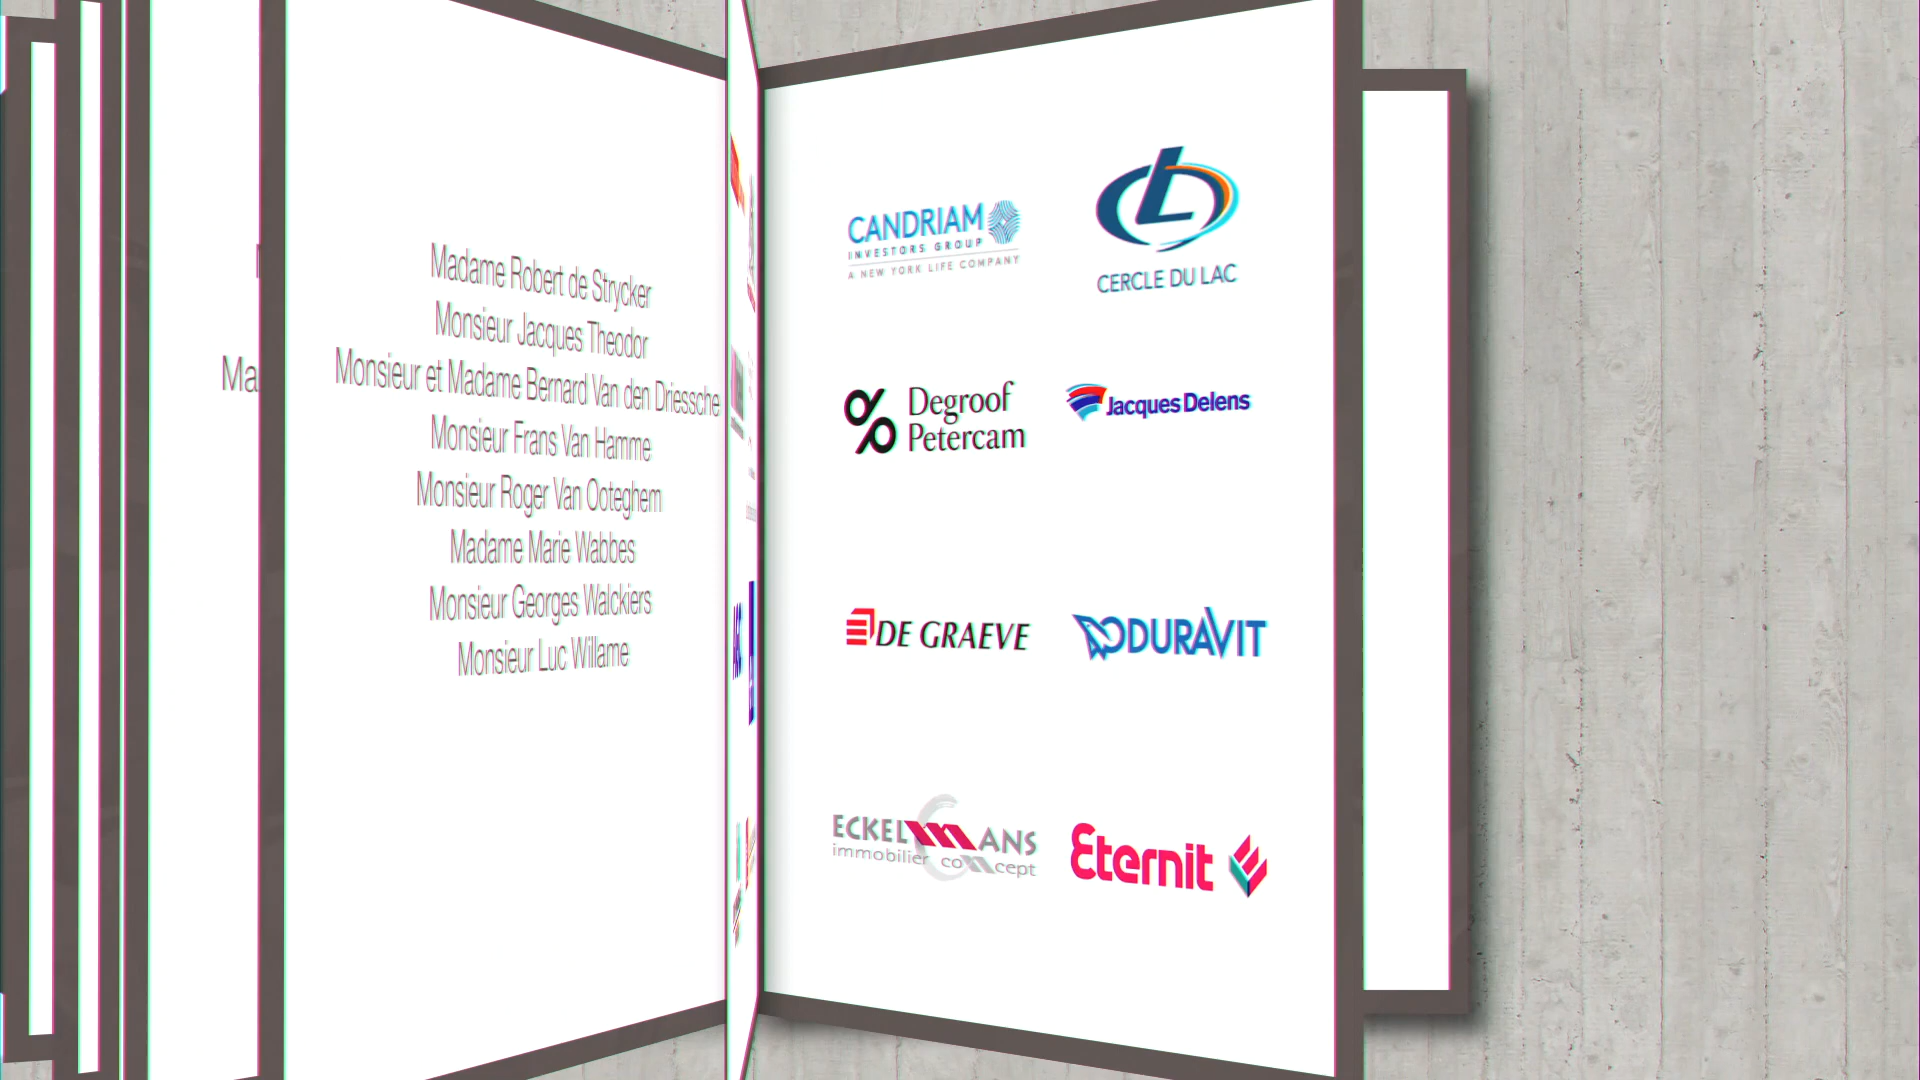 Ma
Madame Robert de Strycker
Monsieur Jacques Theodor
Monsieur et Madame Bernard Van den Driessche
Monsieur Frans Van Hamme
Monsieur Roger Van Ooteghem
Madame Marie Wabbes
Monsieur Georges Walckiers
Monsieur Luc Willame
CANDRIAM
INVESTORS GROUP
A NEW YORK LIFE COMPANY
CERCLE DU LAC
Degroof
Petercam
Jacques Delens
DE GRAEVE
DURAVIT
ECKELMANS
immobilier concept
Eternit